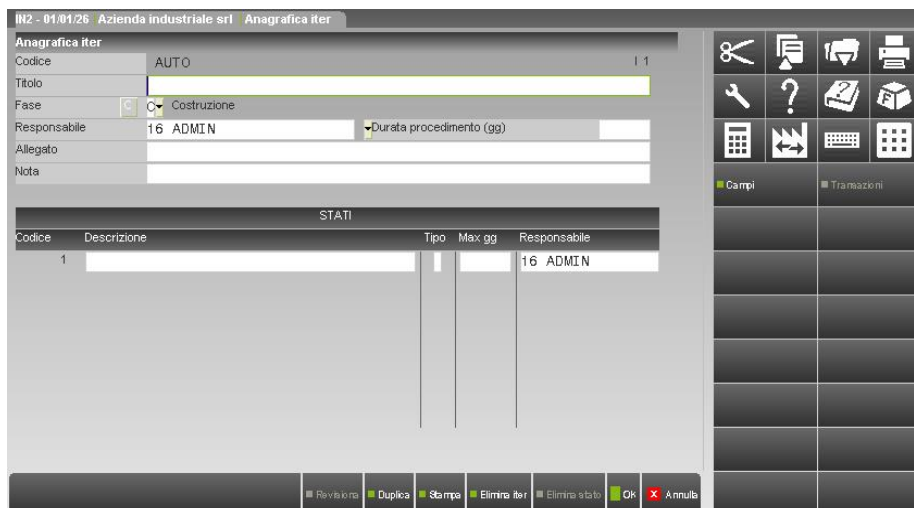 IN2 - 01/01/26 Azienda industriale srl Anagrafica iter
Anagrafica iter
Codice AUTO I 1
Titolo
Fase C C Costruzione
Responsabile 16 ADMIN Durata procedimento (gg)
Allegato
Nota
Campi Transazioni
STATI
Codice Descrizione Tipo Max gg Responsabile
1 16 ADMIN
Revisiona Duplica Stampa Elimina iter Elimina stato Ok X Annulla